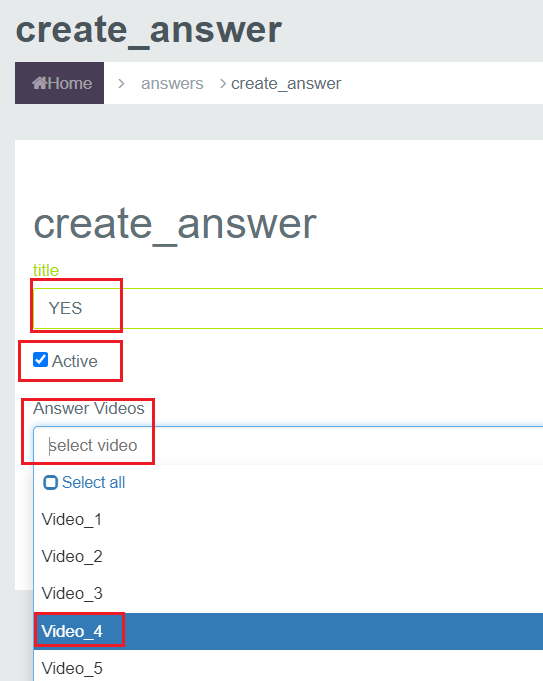 create_answer
Home > answers > create_answer
create_answer
title
YES
Active
Answer Videos
select video
Select all
Video_1
Video_2
Video_3
Video_4
Video_5